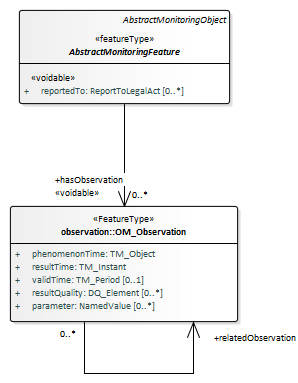 AbstractMonitoringObject
«featureType»
AbstractMonitoringFeature
«voidable»
+ reportedTo: ReportToLegalAct [0..*]
+hasObservation
«voidable» 0..*
«FeatureType»
observation::OM_Observation
+ phenomenonTime: TM_Object
+ resultTime: TM_Instant
+ validTime: TM_Period [0..1]
+ resultQuality: DQ_Element [0..*]
+ parameter: NamedValue [0..*]
0..*
+relatedObservation